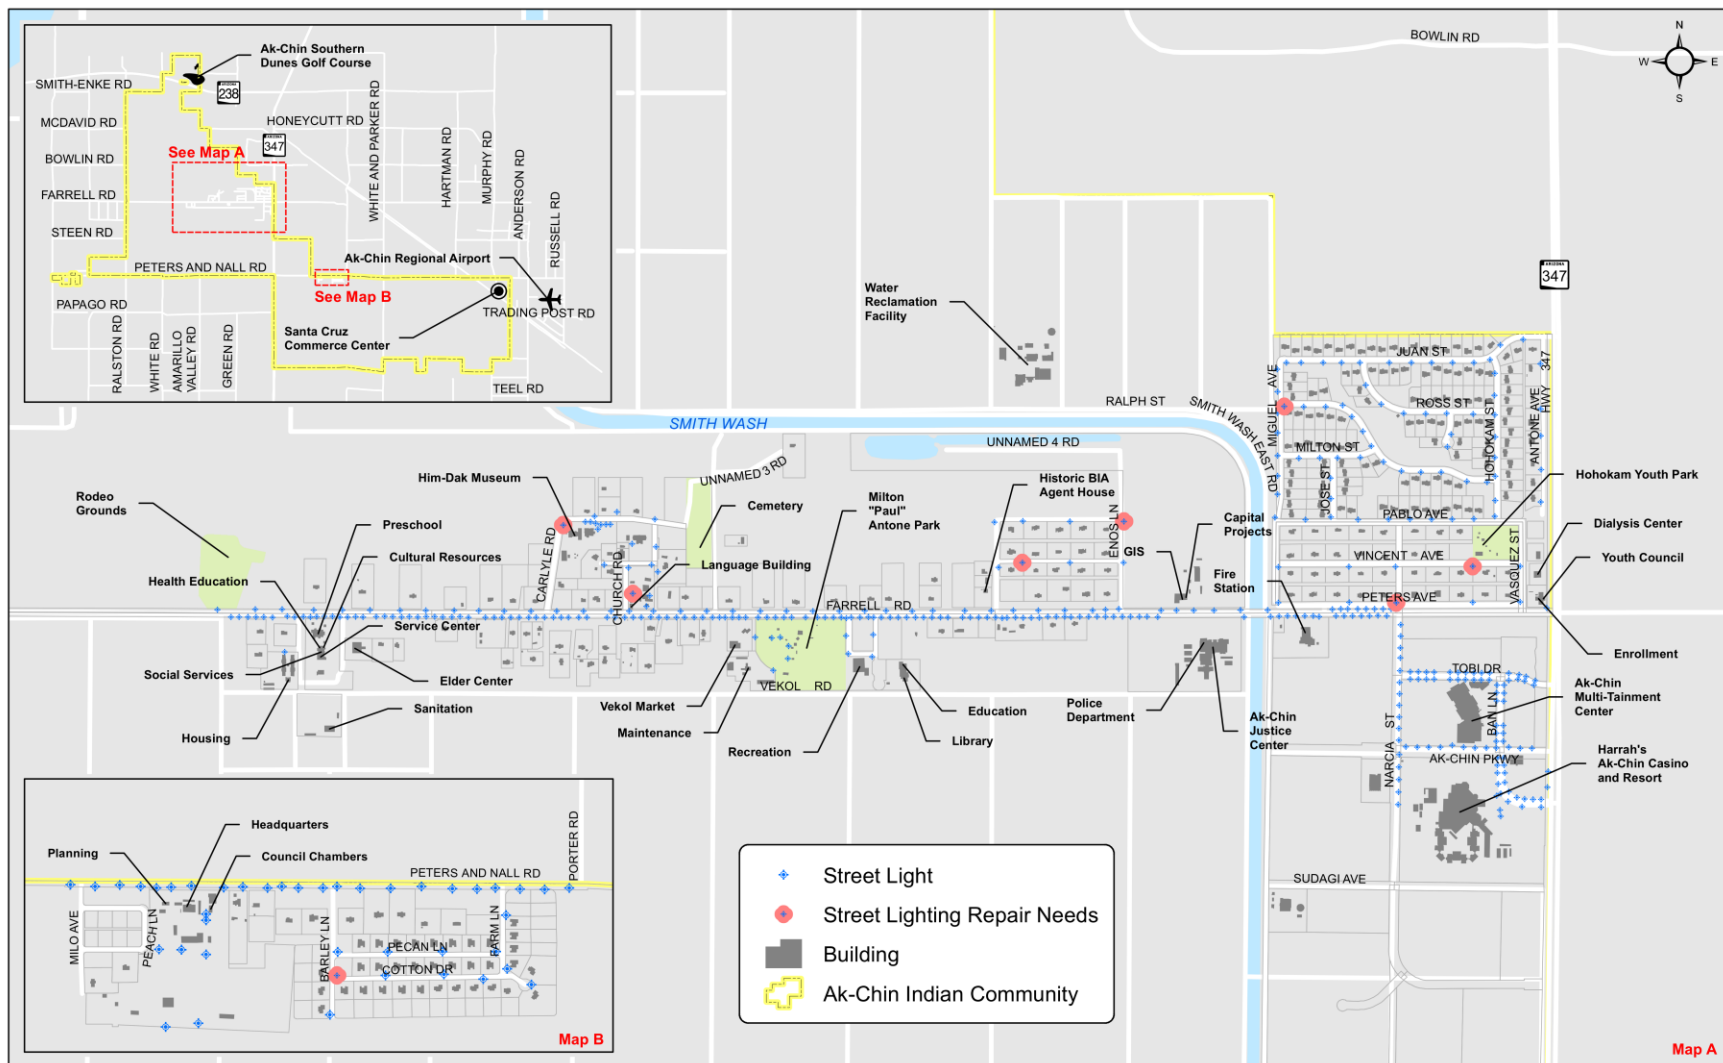 Ak-Chin Southern
Dunes Golf Course
SMITH-ENKE RD
ARIZONA
238
MCDAVID RD
HONEYCUTT RD
ARIZONA
347
See Map A
BOWLIN RD
FARRELL RD
STEEN RD
WHITE AND PARKER RD
HARTMAN RD
MURPHY RD
ANDERSON RD
RUSSELL RD
PETERS AND NALL RD
Ak-Chin Regional Airport
See Map B
PAPAGO RD
TRADING POST RD
Santa Cruz
Commerce Center
RALSTON RD
WHITE RD
AMARILLO
VALLEY RD
GREEN RD
TEEL RD
BOWLIN RD
N
W
E
S
ARIZONA
347
Water
Reclamation
Facility
JUAN ST
HWY 347
MIGUEL AVE
RALPH ST
SMITH WASH EAST RD
ROSS ST
HOHOKAM ST
ANTONE AVE
SMITH WASH
UNNAMED 4 RD
MILTON ST
JOSE ST
UNNAMED 3 RD
Him-Dak Museum
Historic BIA
Agent House
Hohokam Youth Park
Rodeo
Grounds
Milton
"Paul"
Antone Park
Cemetery
Preschool
Capital
Projects
PABLO AVE
Dialysis Center
CARLYLE RD
ENOS LN
GIS
Cultural Resources
Language Building
VINCENT AVE
VASQUEZ ST
Youth Council
Health Education
CHURCH RD
Fire
Station
FARRELL RD
PETERS AVE
Service Center
Enrollment
Social Services
Elder Center
VEKOL RD
TOBI DR
Ak-Chin
Multi-Tainment
Center
Sanitation
Vekol Market
Education
Police
Department
BAN LN
Housing
Maintenance
Recreation
Library
Ak-Chin
Justice
Center
NARCIA ST
AK-CHIN PKWY
Harrah's
Ak-Chin Casino
and Resort
SUDAGI AVE
Headquarters
Planning
Council Chambers
PETERS AND NALL RD
PORTER RD
MILO AVE
PEACH LN
BARLEY LN
PECAN LN
FARM LN
COTTON DR
Map B
Street Light
Street Lighting Repair Needs
Building
Ak-Chin Indian Community
Map A